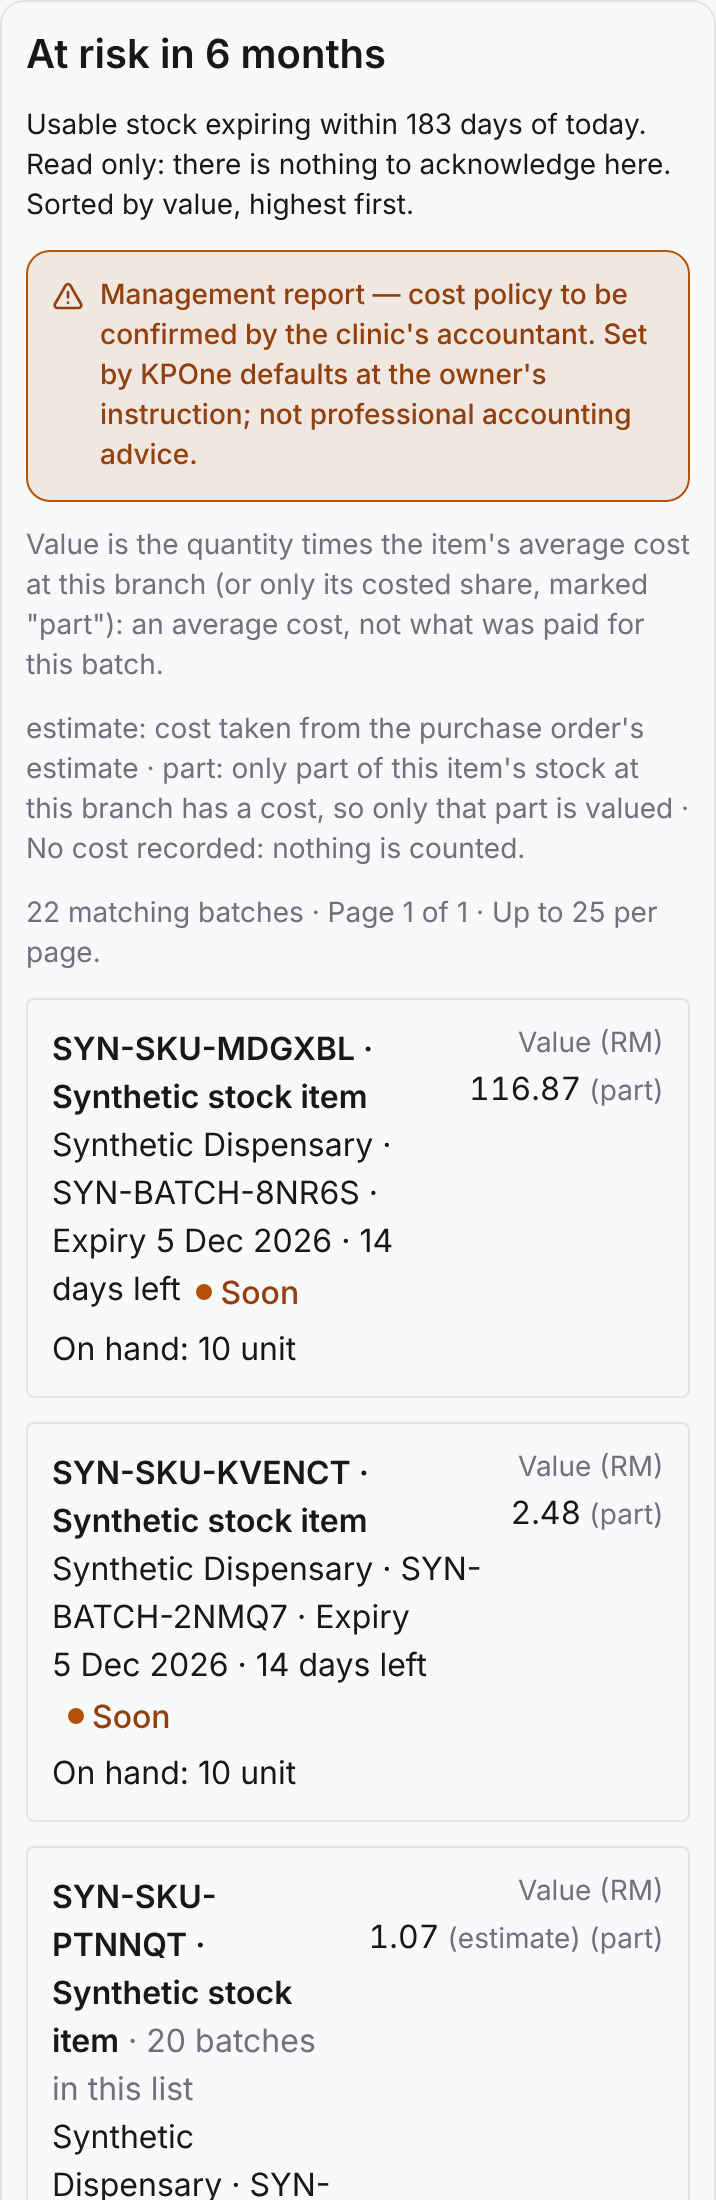 At risk in 6 months
Usable stock expiring within 183 days of today.
Read only: there is nothing to acknowledge here.
Sorted by value, highest first.
Management report — cost policy to be
confirmed by the clinic's accountant. Set
by KPOne defaults at the owner's
instruction; not professional accounting
advice.
Value is the quantity times the item's average cost
at this branch (or only its costed share, marked
"part"): an average cost, not what was paid for
this batch.
estimate: cost taken from the purchase order's
estimate · part: only part of this item's stock at
this branch has a cost, so only that part is valued ·
No cost recorded: nothing is counted.
22 matching batches · Page 1 of 1 · Up to 25 per
page.
SYN-SKU-MDGXBL ·
Synthetic stock item
Synthetic Dispensary ·
SYN-BATCH-8NR6S ·
Expiry 5 Dec 2026 · 14
days left Soon
On hand: 10 unit
Value (RM)
116.87 (part)
SYN-SKU-KVENCT ·
Synthetic stock item
Synthetic Dispensary · SYN-
BATCH-2NMQ7 · Expiry
5 Dec 2026 · 14 days left
Soon
On hand: 10 unit
Value (RM)
2.48 (part)
SYN-SKU-
PTNNQT ·
Synthetic stock
item · 20 batches
in this list
Synthetic
Dispensary · SYN-
Value (RM)
1.07 (estimate) (part)